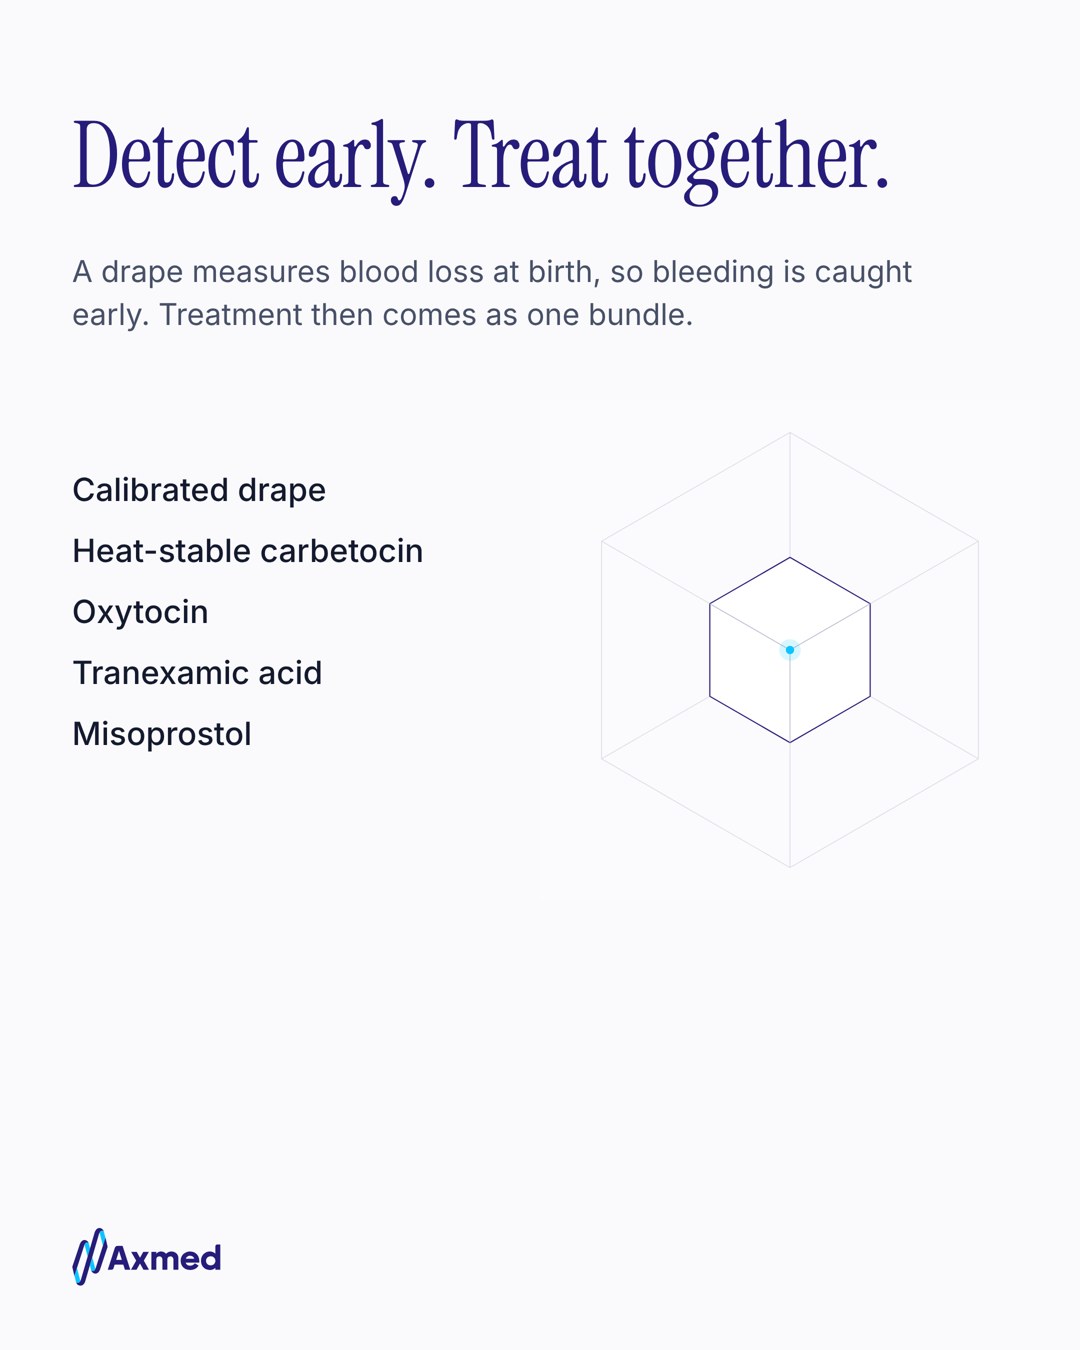 Detect early. Treat together.
A drape measures blood loss at birth, so bleeding is caught
early. Treatment then comes as one bundle.
Calibrated drape
Heat-stable carbetocin
Oxytocin
Tranexamic acid
Misoprostol
Axmed